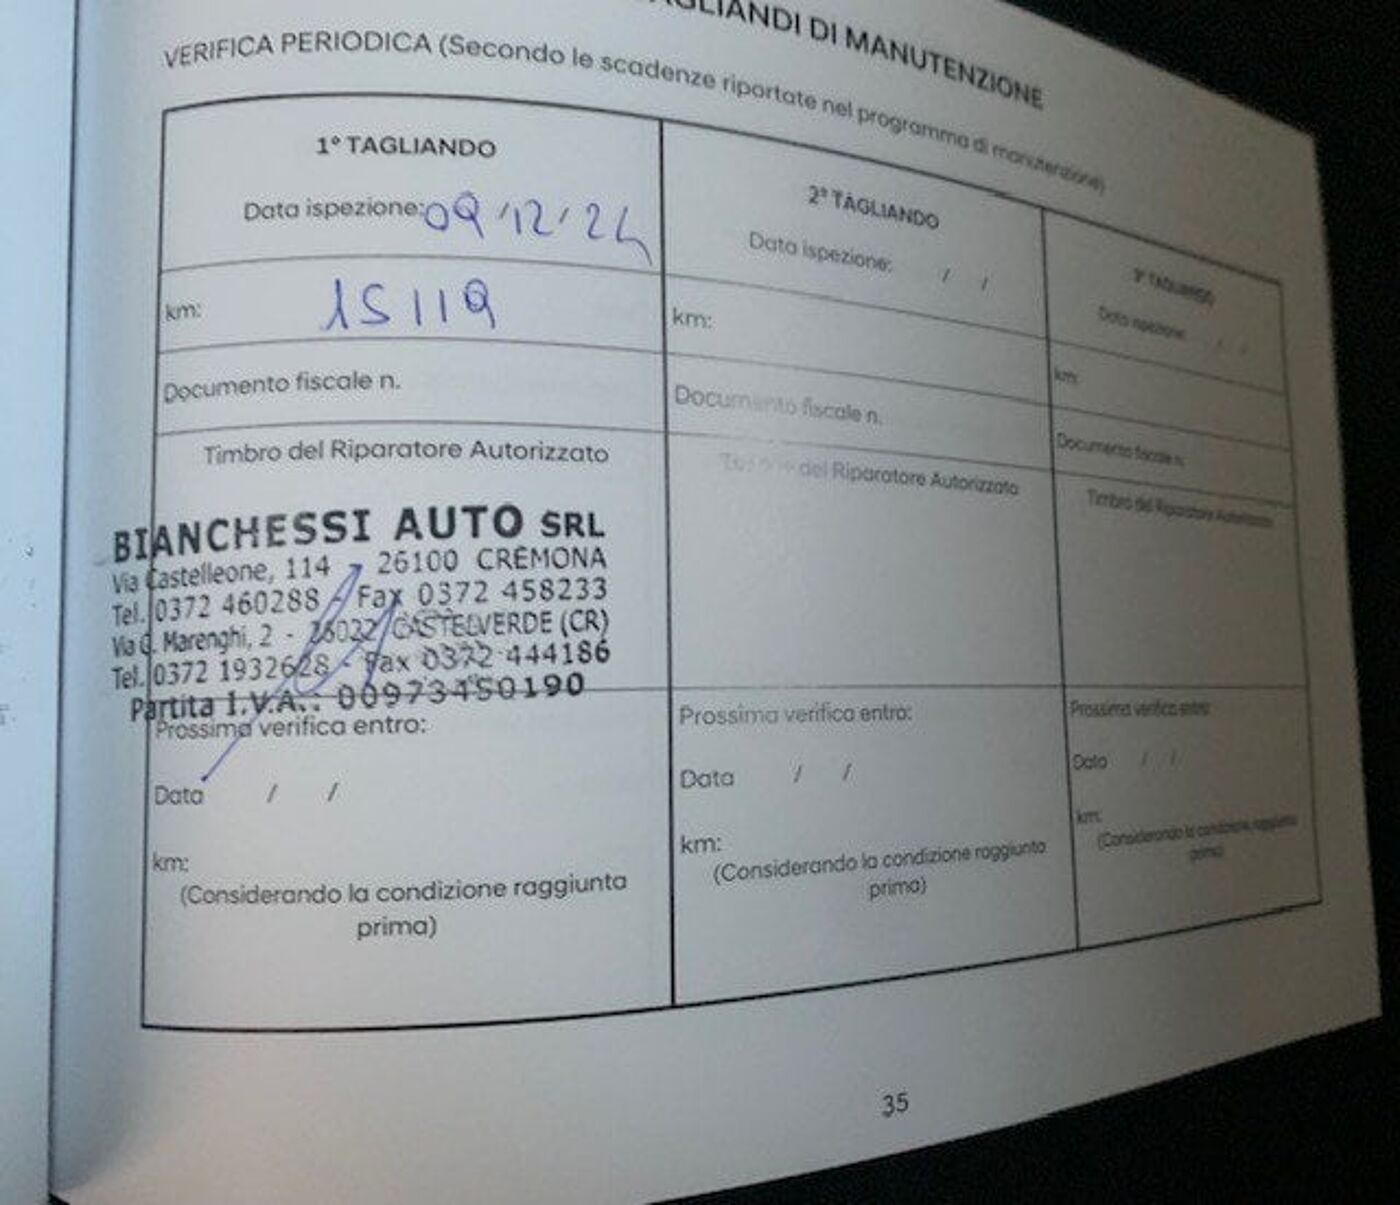 TAGLIANDI DI MANUTENZIONE
VERIFICA PERIODICA (Secondo le scadenze riportate nel programma di manutenzione)
1° TAGLIANDO
Data ispezione: 09/12/24
km: 15119
Documento fiscale n.
Timbro del Riparatore Autorizzato
BIANCHESSI AUTO SRL
Via Castelleone, 114 - 26100 CREMONA
Tel. 0372 460288 - Fax 0372 458233
Via G. Marenghi, 2 - 26022 CASTELVERDE (CR)
Tel. 0372 1932628 - Fax 0372 444186
Partita I.V.A.: 00973450190
Prossima verifica entro:
Data / /
km:
(Considerando la condizione raggiunta
prima)
2° TAGLIANDO
Data ispezione: / /
km:
Documento fiscale n.
Timbro del Riparatore Autorizzato
Prossima verifica entro:
Data / /
km:
(Considerando la condizione raggiunta
prima)
3° TAGLIANDO
Data ispezione: / /
km:
Documento fiscale n.
Timbro del Riparatore Autorizzato
Prossima verifica entro:
Data / /
km:
(Considerando la condizione raggiunta
prima)
35